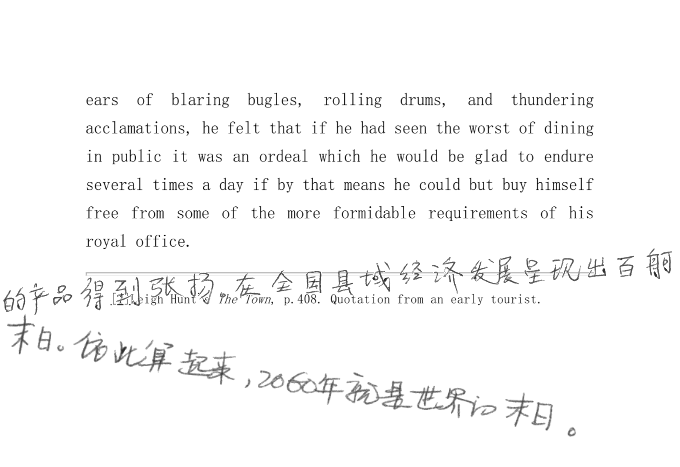 ears of blaring bugles, rolling drums, and thundering
acclamations, he felt that if he had seen the worst of dining
in public it was an ordeal which he would be glad to endure
several times a day if by that means he could but buy himself
free from some of the more formidable requirements of his
royal office.
的产品得到张扬。在全国县域经济发展呈现出百舸
Leigh Hunt's The Town, p.408. Quotation from an early tourist.
末日。依此算起来,2060年就是世界的末日。